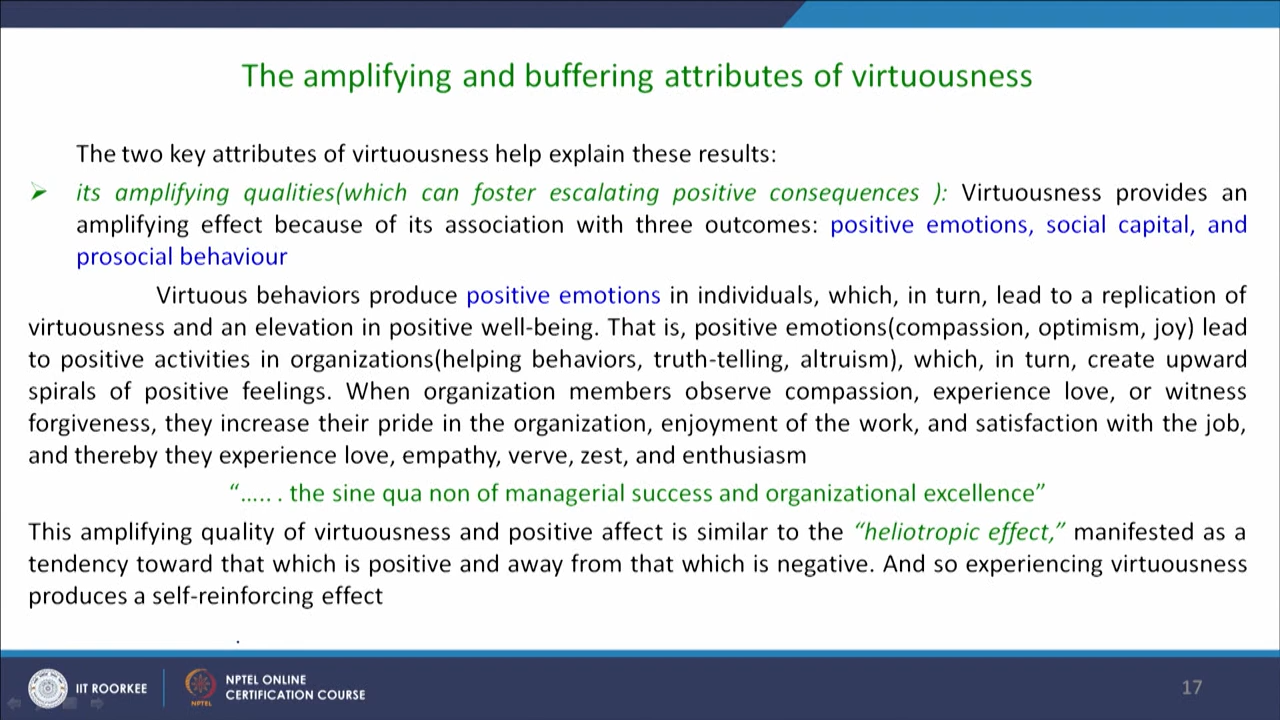 The amplifying and buffering attributes of virtuousness
The two key attributes of virtuousness help explain these results:
its amplifying qualities(which can foster escalating positive consequences ): Virtuousness provides an
amplifying effect because of its association with three outcomes: positive emotions, social capital, and
prosocial behaviour
Virtuous behaviors produce positive emotions in individuals, which, in turn, lead to a replication of
virtuousness and an elevation in positive well-being. That is, positive emotions(compassion, optimism, joy) lead
to positive activities in organizations(helping behaviors, truth-telling, altruism), which, in turn, create upward
spirals of positive feelings. When organization members observe compassion, experience love, or witness
forgiveness, they increase their pride in the organization, enjoyment of the work, and satisfaction with the job,
and thereby they experience love, empathy, verve, zest, and enthusiasm
“….. . the sine qua non of managerial success and organizational excellence”
This amplifying quality of virtuousness and positive affect is similar to the “heliotropic effect,” manifested as a
tendency toward that which is positive and away from that which is negative. And so experiencing virtuousness
produces a self-reinforcing effect
.
IIT ROORKEE
NPTEL
NPTEL ONLINE
CERTIFICATION COURSE
17